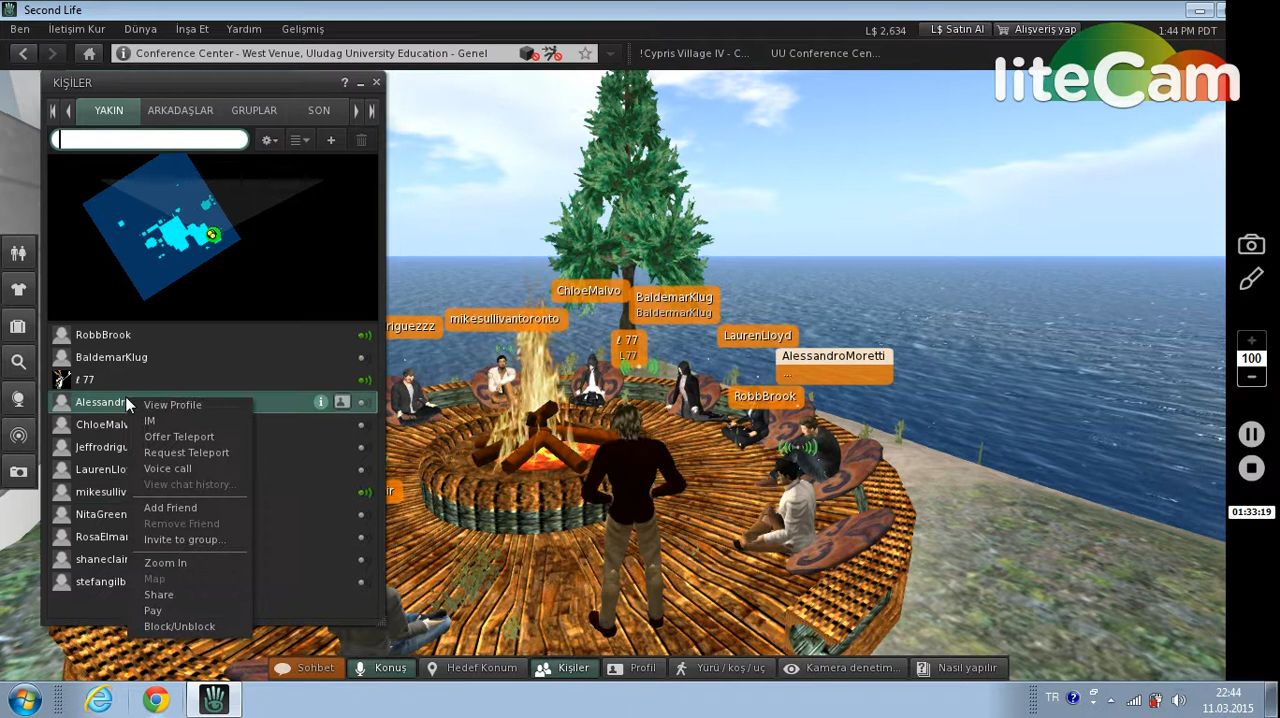 Second Life
Ben İletişim Kur Dünya İnşa Et Yardım Gelişmiş
L$ 2,634 L$ Satın Al Alışveriş yap 1:44 PM PDT
Conference Center - West Venue, Uludag University Education - Genel
!Cypris Village IV - C... UU Conference Cen...
liteCam
KİŞİLER
YAKIN ARKADAŞLAR GRUPLAR SON
RobbBrook
BaldemarKlug
ℓ 77
Alessandr
ChloeMalv
Jeffrodrigu
LaurenLlo
mikesulliv
NitaGreen
RosaElmar
shaneclair
stefangilb
View Profile
IM
Offer Teleport
Request Teleport
Voice call
View chat history...
Add Friend
Remove Friend
Invite to group...
Zoom In
Map
Share
Pay
Block/Unblock
ChloeMalvo
BaldemarKlug
BaldermarKlug
riguezzz
mikesullivantoronto
ℓ 77
L77
LaurenLloyd
AlessandroMoretti
...
RobbBrook
ir
100
01:33:19
Sohbet Konuş Hedef Konum Kişiler Profil Yürü / koş / uç Kamera denetim... Nasıl yapılır
TR
22:44
11.03.2015